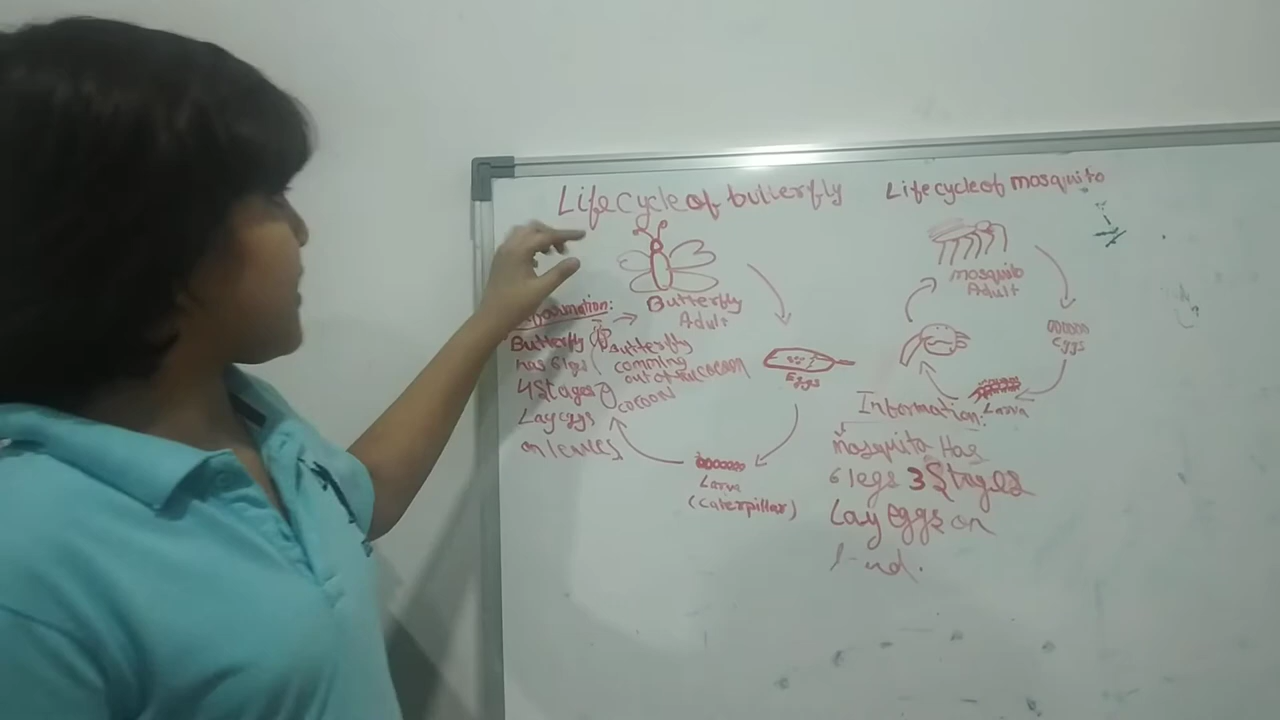 Life cycle of butterfly
Butterfly
Adult
Information:
Butterfly
has 6 legs
4 Stages
Lay eggs
on leaves
Butterfly
comming
out of the cocoon
cocoon
Eggs
Larva
(caterpillar)
Life cycle of mosquito
mosquito
Adult
Eggs
Larva
Information:
mosquito Has
6 legs 3 Stages
Lay eggs on